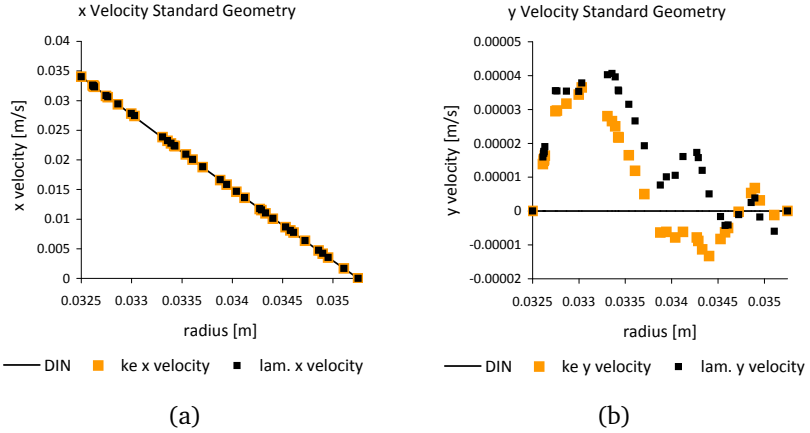 x Velocity Standard Geometry
x velocity [m/s]
0.04
0.035
0.03
0.025
0.02
0.015
0.01
0.005
0
0.0325 0.033 0.0335 0.034 0.0345 0.035
radius [m]
DIN ke x velocity lam. x velocity
(a)
y Velocity Standard Geometry
y velocity [m/s]
0.00005
0.00004
0.00003
0.00002
0.00001
0
-0.00001
-0.00002
0.0325 0.033 0.0335 0.034 0.0345 0.035
radius [m]
DIN ke y velocity lam. y velocity
(b)